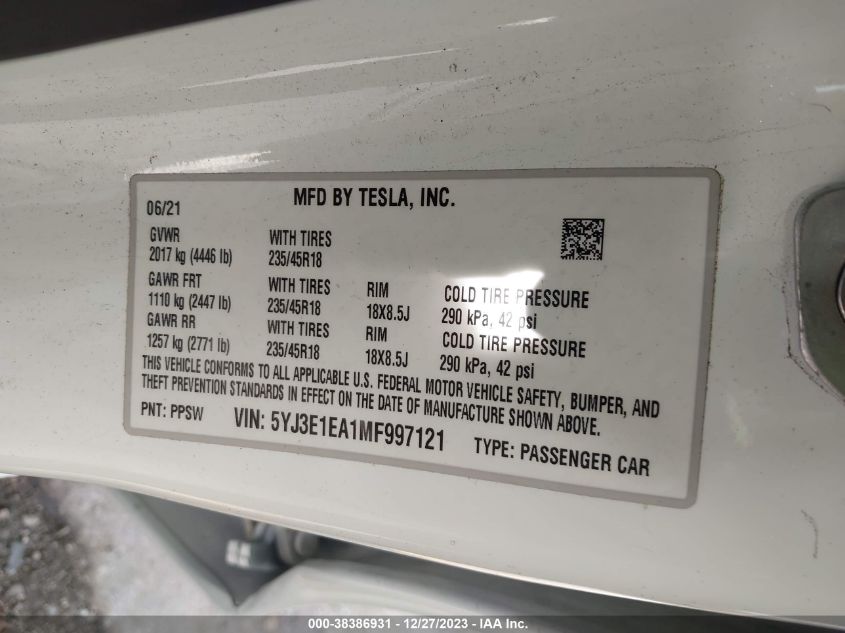 MFD BY TESLA, INC.
06/21
GVWR WITH TIRES
2017 kg (4446 lb) 235/45R18
GAWR FRT WITH TIRES RIM COLD TIRE PRESSURE
1110 kg (2447 lb) 235/45R18 18X8.5J 290 kPa, 42 psi
GAWR RR WITH TIRES RIM COLD TIRE PRESSURE
1257 kg (2771 lb) 235/45R18 18X8.5J 290 kPa, 42 psi
THIS VEHICLE CONFORMS TO ALL APPLICABLE U.S. FEDERAL MOTOR VEHICLE SAFETY, BUMPER, AND
THEFT PREVENTION STANDARDS IN EFFECT ON THE DATE OF MANUFACTURE SHOWN ABOVE.
PNT: PPSW VIN: 5YJ3E1EA1MF997121 TYPE: PASSENGER CAR
000-38386931 - 12/27/2023 - IAA Inc.